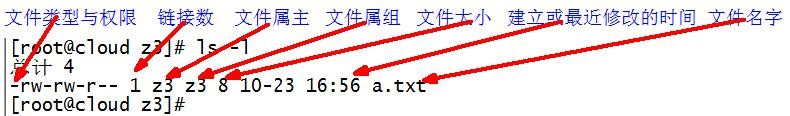 文件类型与权限 链接数 文件属主 文件属组 文件大小 建立或最近修改的时间 文件名字
[root@cloud z3]# ls -l
总计 4
-rw-rw-r-- 1 z3 z3 8 10-23 16:56 a.txt
[root@cloud z3]#